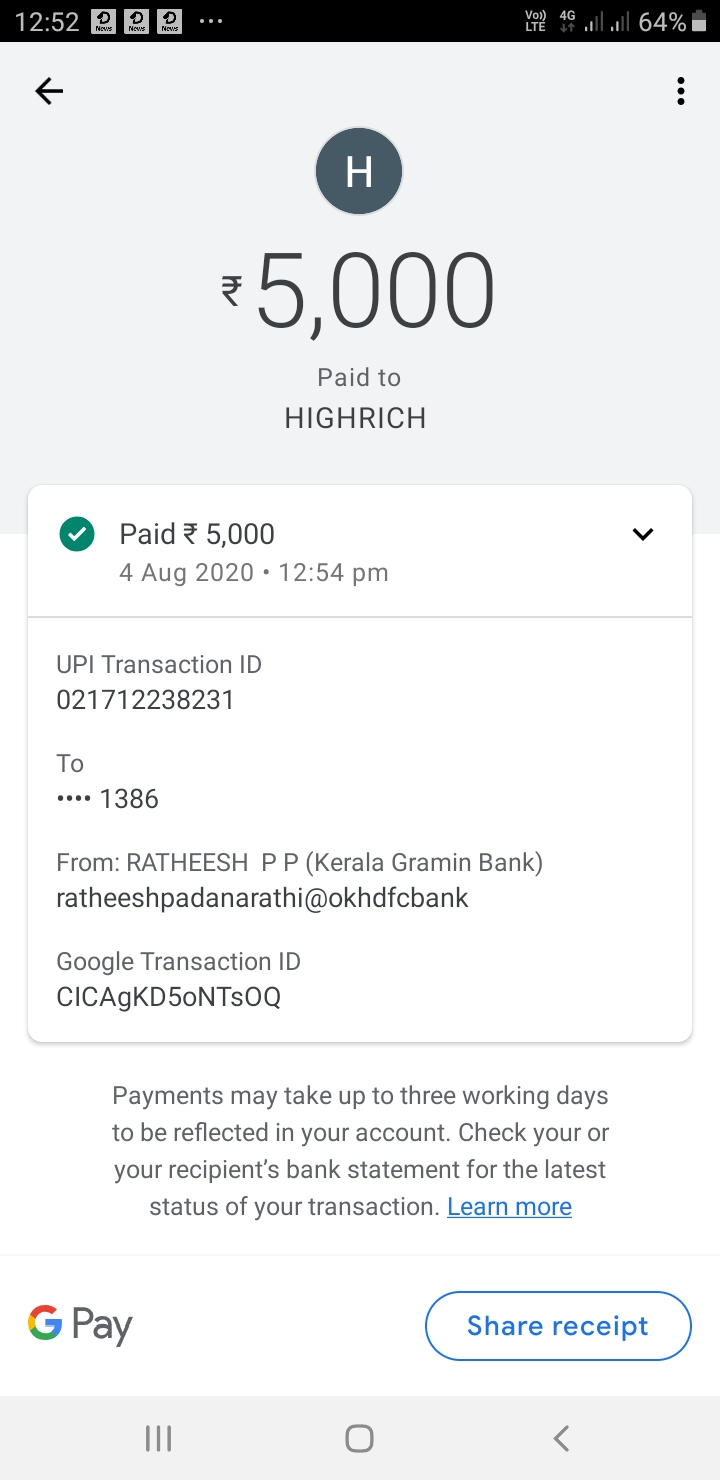 12:52 News News News ... Vo)) LTE 4G 64%
H
₹5,000
Paid to
HIGHRICH
Paid ₹ 5,000
4 Aug 2020 • 12:54 pm
UPI Transaction ID
021712238231
To
•••• 1386
From: RATHEESH  P P (Kerala Gramin Bank)
ratheeshpadanarathi@okhdfcbank
Google Transaction ID
CICAgKD5oNTsOQ
Payments may take up to three working days
to be reflected in your account. Check your or
your recipient’s bank statement for the latest
status of your transaction. Learn more
G Pay
Share receipt